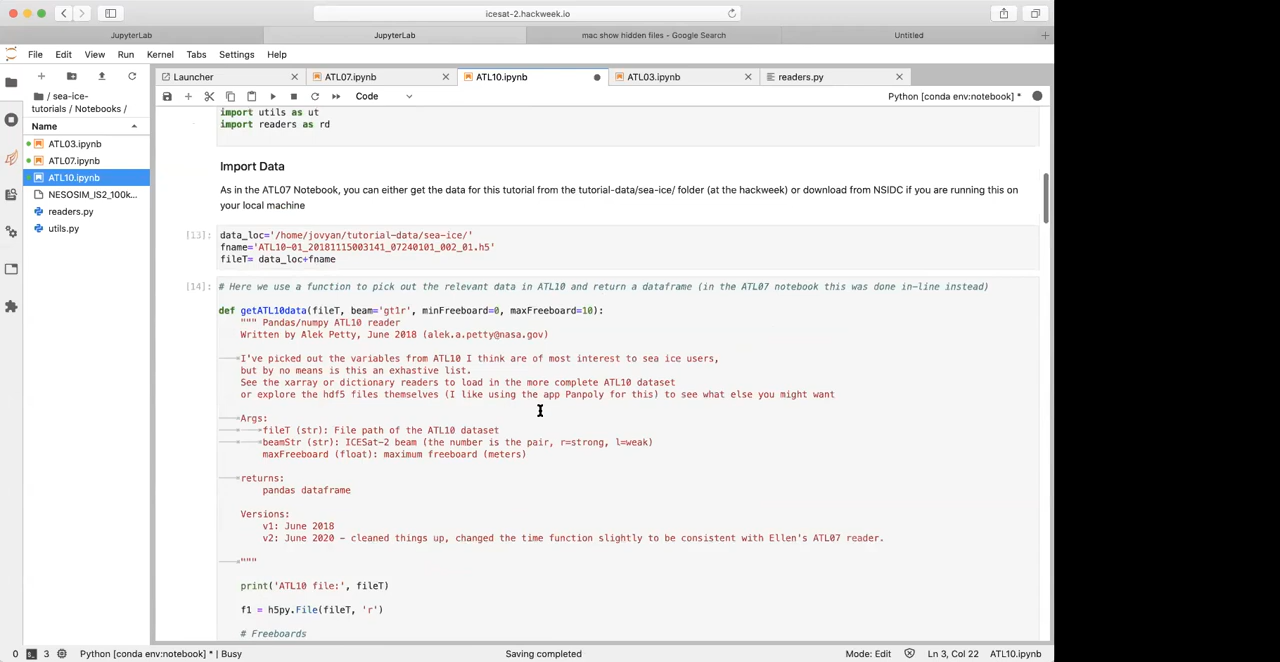 icesat-2.hackweek.io
JupyterLab
JupyterLab
mac show hidden files - Google Search
Untitled
File Edit View Run Kernel Tabs Settings Help
Launcher
ATL07.ipynb
ATL10.ipynb
ATL03.ipynb
readers.py
Code
Python [conda env:notebook] *
/ sea-ice-
tutorials / Notebooks /
Name
ATL03.ipynb
ATL07.ipynb
ATL10.ipynb
NESOSIM_IS2_100k...
readers.py
utils.py
import utils as ut
import readers as rd
Import Data
As in the ATL07 Notebook, you can either get the data for this tutorial from the tutorial-data/sea-ice/ folder (at the hackweek) or download from NSIDC if you are running this on
your local machine
[13]: data_loc='/home/jovyan/tutorial-data/sea-ice/'
fname='ATL10-01_20181115003141_07240101_002_01.h5'
fileT= data_loc+fname
[14]: # Here we use a function to pick out the relevant data in ATL10 and return a dataframe (in the ATL07 notebook this was done in-line instead)
def getATL10data(fileT, beam='gt1r', minFreeboard=0, maxFreeboard=10):
""" Pandas/numpy ATL10 reader
Written by Alek Petty, June 2018 (alek.a.petty@nasa.gov)
I've picked out the variables from ATL10 I think are of most interest to sea ice users,
but by no means is this an exhastive list.
See the xarray or dictionary readers to load in the more complete ATL10 dataset
or explore the hdf5 files themselves (I like using the app Panpoly for this) to see what else you might want
Args:
fileT (str): File path of the ATL10 dataset
beamStr (str): ICESat-2 beam (the number is the pair, r=strong, l=weak)
maxFreeboard (float): maximum freeboard (meters)
returns:
pandas dataframe
Versions:
v1: June 2018
v2: June 2020 - cleaned things up, changed the time function slightly to be consistent with Ellen's ATL07 reader.
"""
print('ATL10 file:', fileT)
f1 = h5py.File(fileT, 'r')
# Freeboards
0 3 Python [conda env:notebook] * | Busy
Saving completed
Mode: Edit
Ln 3, Col 22
ATL10.ipynb